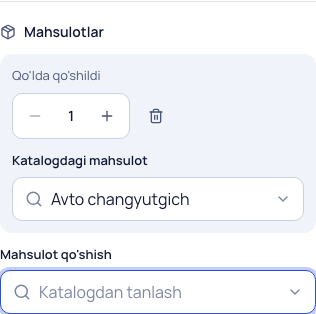 Mahsulotlar
Qo'lda qo'shildi
1
Katalogdagi mahsulot
Avto changyutgich
Mahsulot qo'shish
Katalogdan tanlash